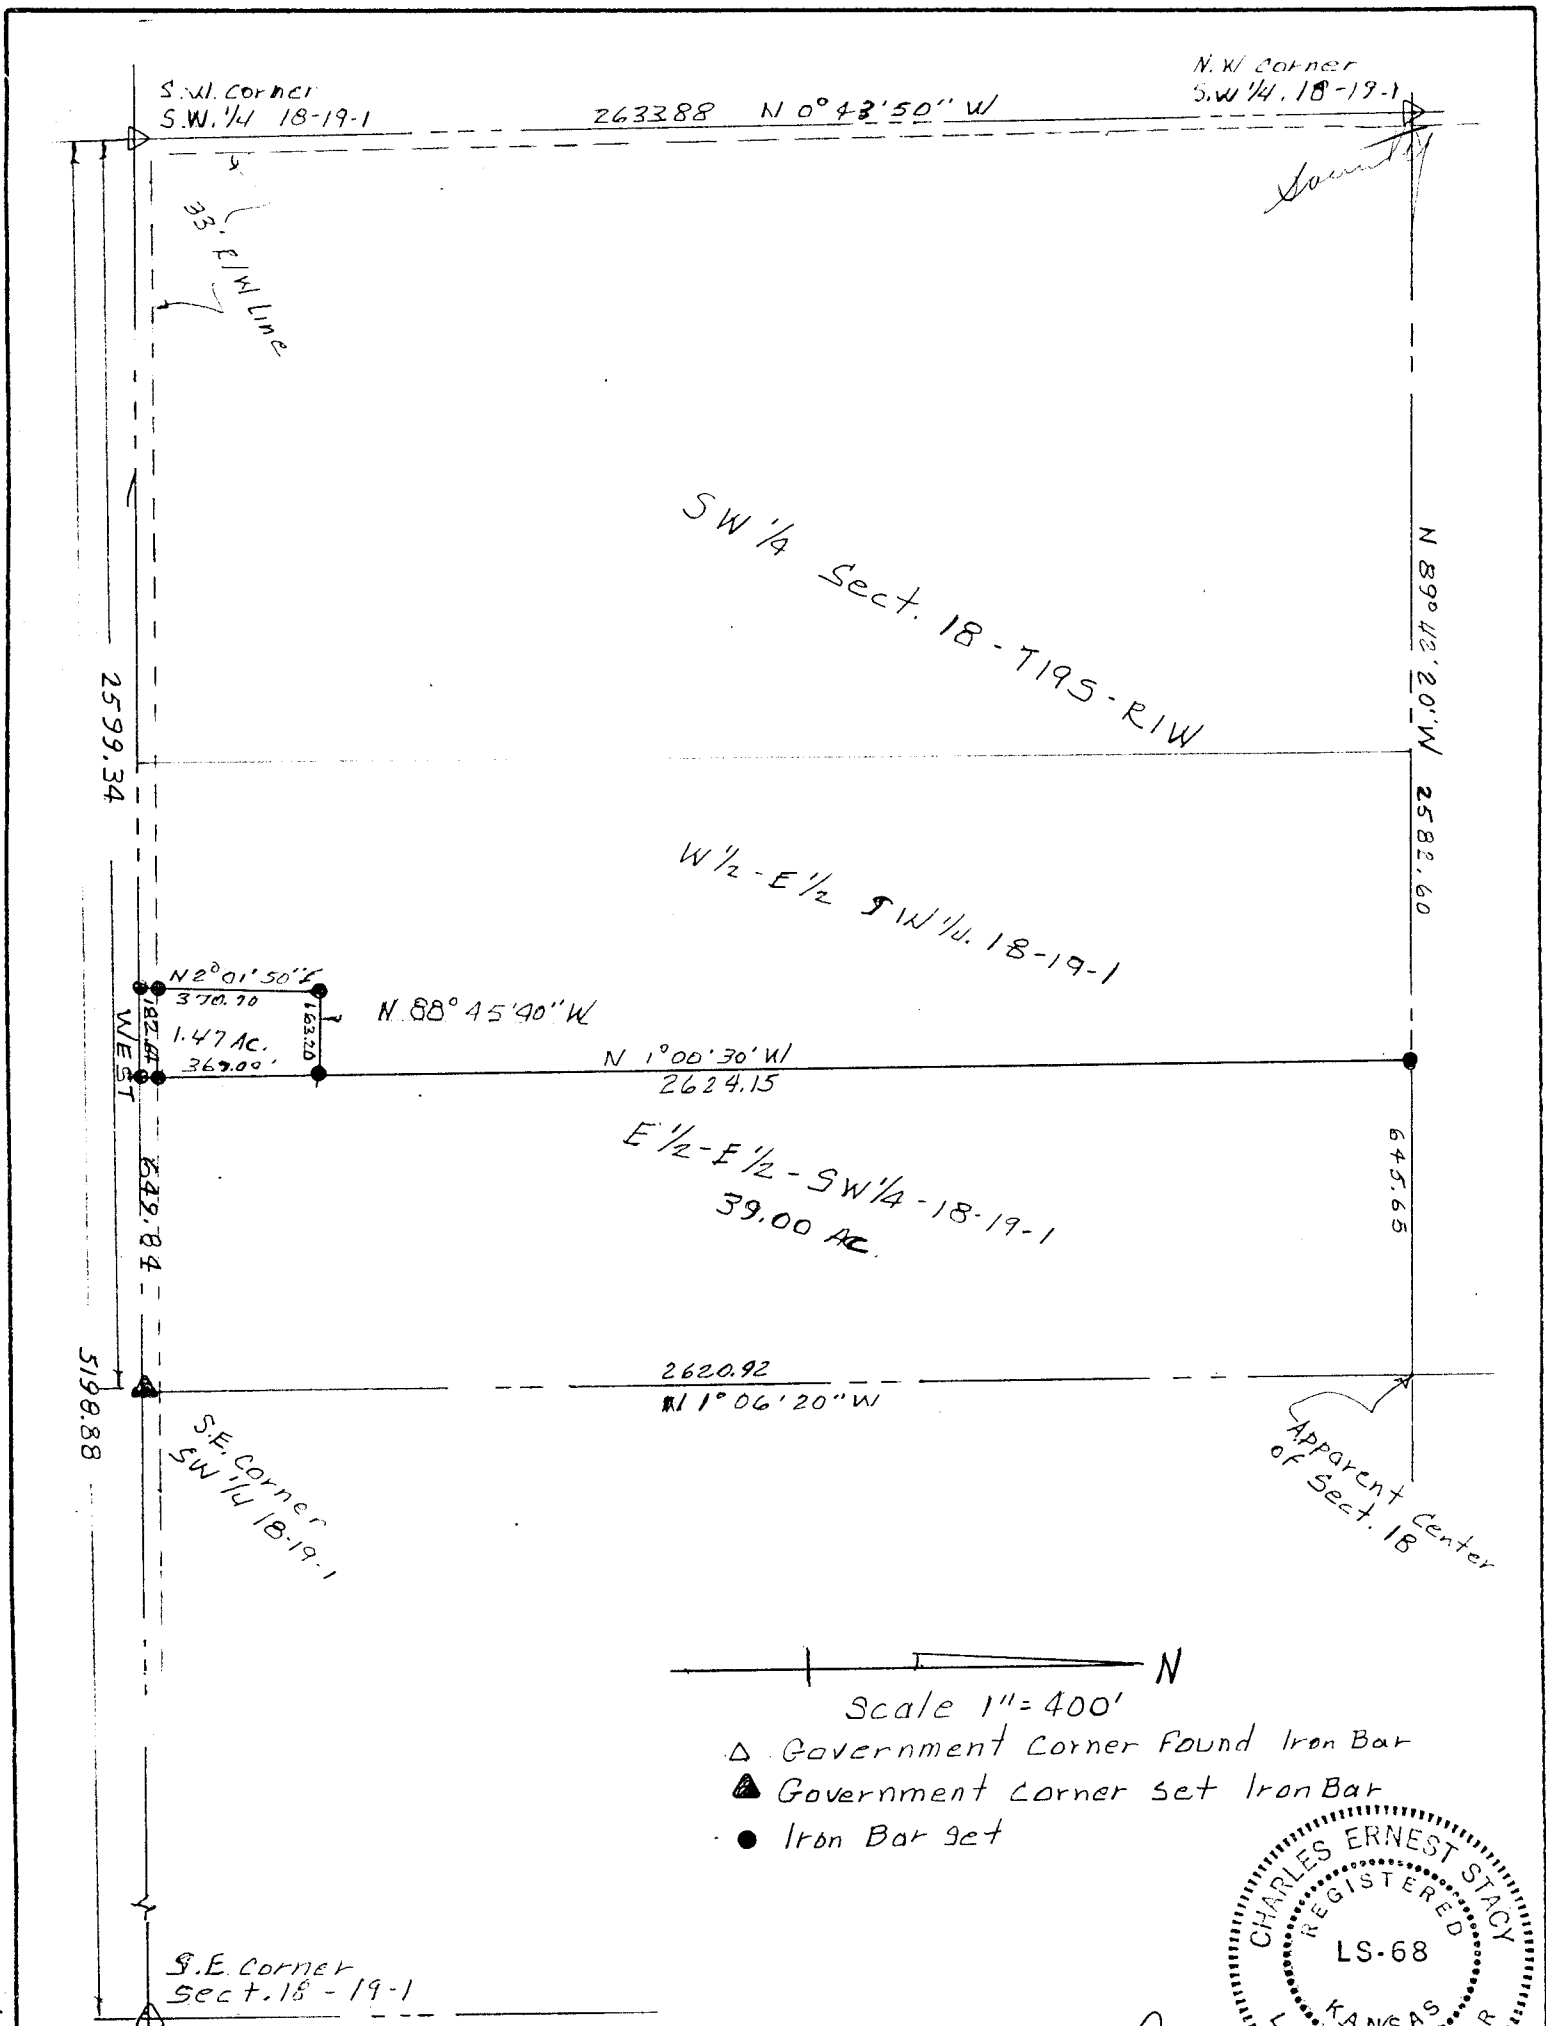 S.W. Corner
S.W. 1/4 18-19-1
2633.88 N 0° 43' 50" W
N.W Corner
S.W 1/4. 18-19-1
33' R/W Line
SW 1/4 Sect. 18 - T19S - R1W
N 89° 42' 20" W 2582.60
2599.34
W 1/2 - E 1/2 SW 1/4. 18-19-1
N 2° 01' 50" E
370.70
1.47 AC.
369.00'
163.20
N 88° 45' 40" W
WEST
N 1° 00' 30" W
2624.15
E 1/2 - E 1/2 - SW 1/4 - 18-19-1
39.00 AC.
649.84
645.65
2620.92
N 1° 06' 20" W
5198.88
S.E. Corner
SW 1/4 18-19-1
Apparent Center
of Sect. 18
N
Scale 1" = 400'
Government Corner Found Iron Bar
Government Corner Set Iron Bar
Iron Bar Set
S.E. Corner
Sect. 18-19-1
CHARLES ERNEST STACY
REGISTERED
LS-68
KANSAS